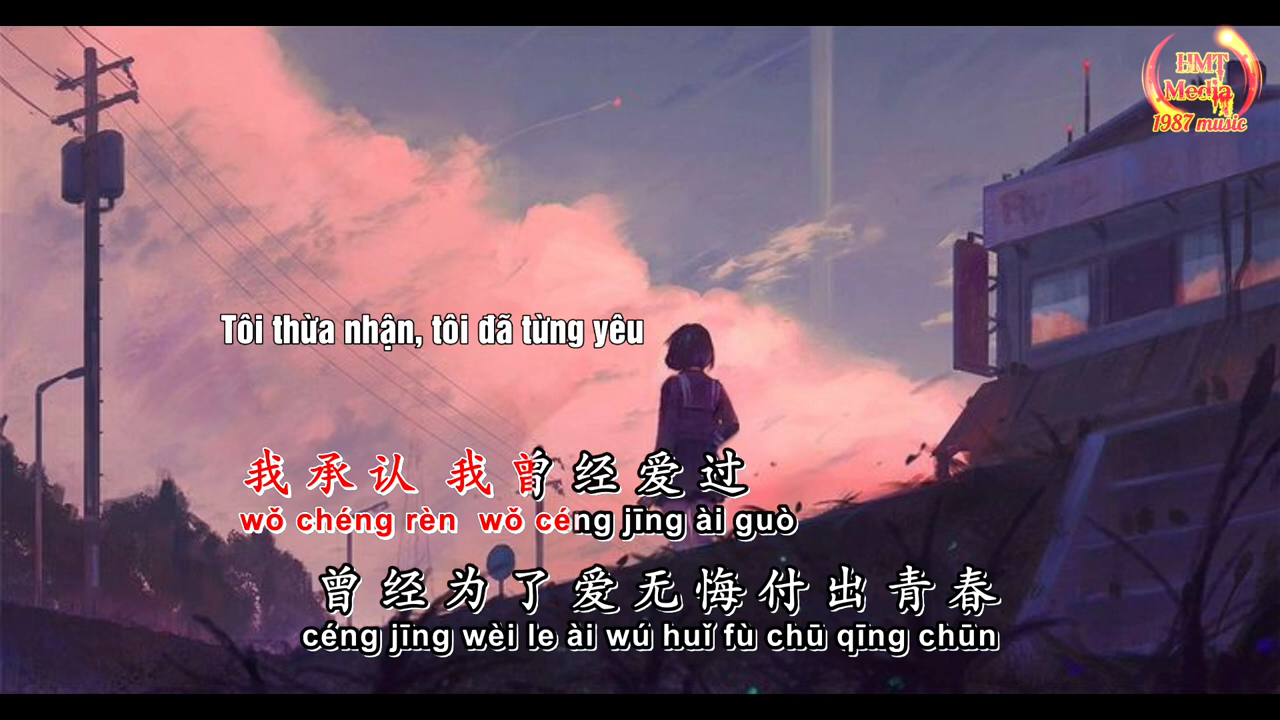 HMT
Media
1987 music
Tôi thừa nhận, tôi đã từng yêu
我承认 我曾经爱过
wǒ chéng rèn wǒ céng jīng ài guò
曾经为了爱无悔付出青春
céng jīng wèi le ài wú huǐ fù chū qīng chūn